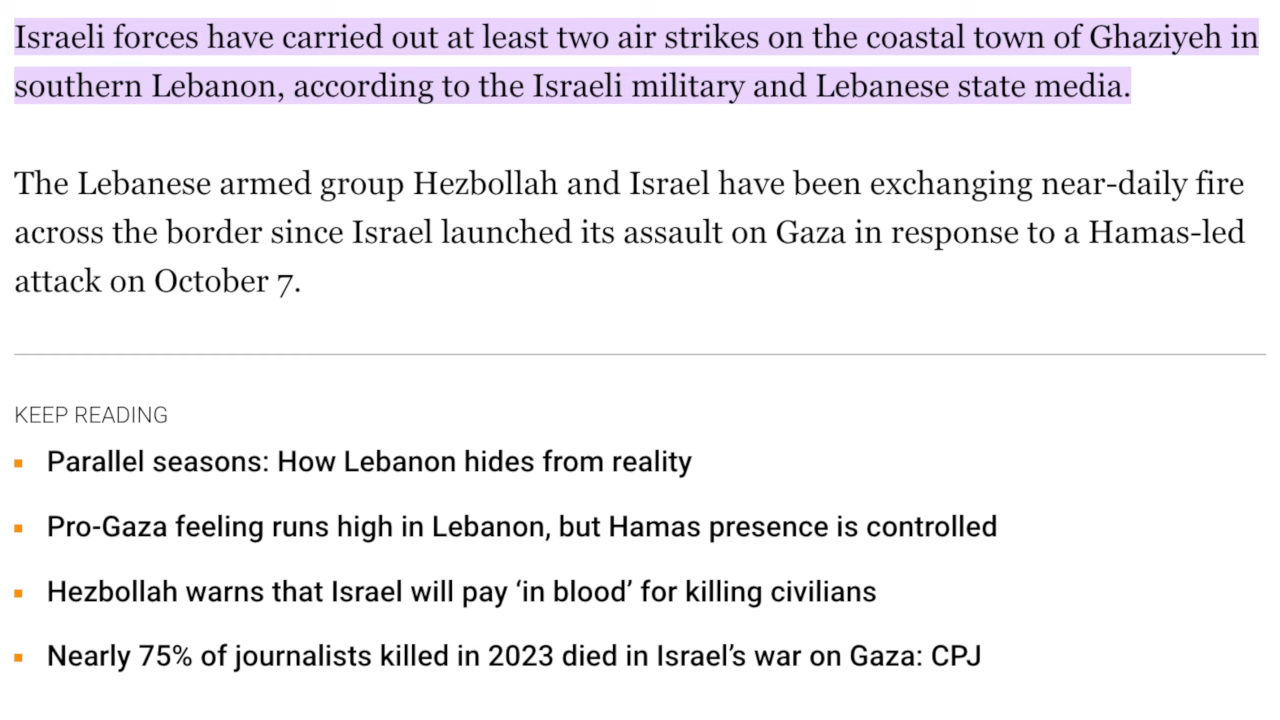 Israeli forces have carried out at least two air strikes on the coastal town of Ghaziyeh in
southern Lebanon, according to the Israeli military and Lebanese state media.
The Lebanese armed group Hezbollah and Israel have been exchanging near-daily fire
across the border since Israel launched its assault on Gaza in response to a Hamas-led
attack on October 7.
KEEP READING
Parallel seasons: How Lebanon hides from reality
Pro-Gaza feeling runs high in Lebanon, but Hamas presence is controlled
Hezbollah warns that Israel will pay ‘in blood’ for killing civilians
Nearly 75% of journalists killed in 2023 died in Israel’s war on Gaza: CPJ